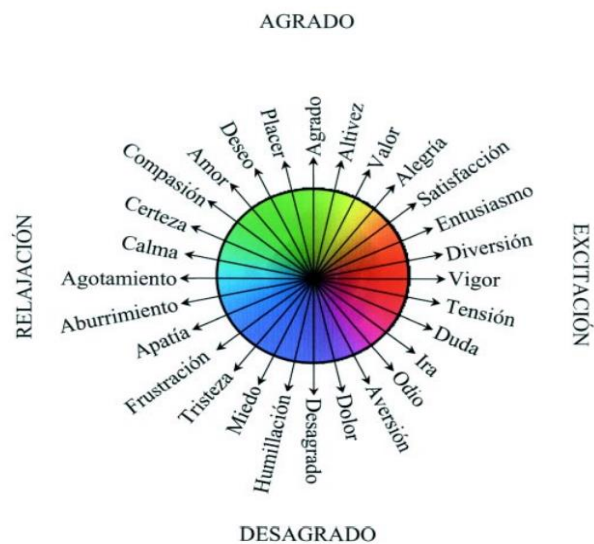 AGRADO
Agrado
Altivez
Valor
Alegría
Satisfacción
Entusiasmo
Diversión
Vigor
Tensión
Duda
Ira
Odio
Aversión
Dolor
Desagrado
Humillación
Miedo
Tristeza
Frustración
Apatía
Aburrimiento
Agotamiento
Calma
Certeza
Compasión
Amor
Deseo
Placer
RELAJACIÓN
EXCITACIÓN
DESAGRADO